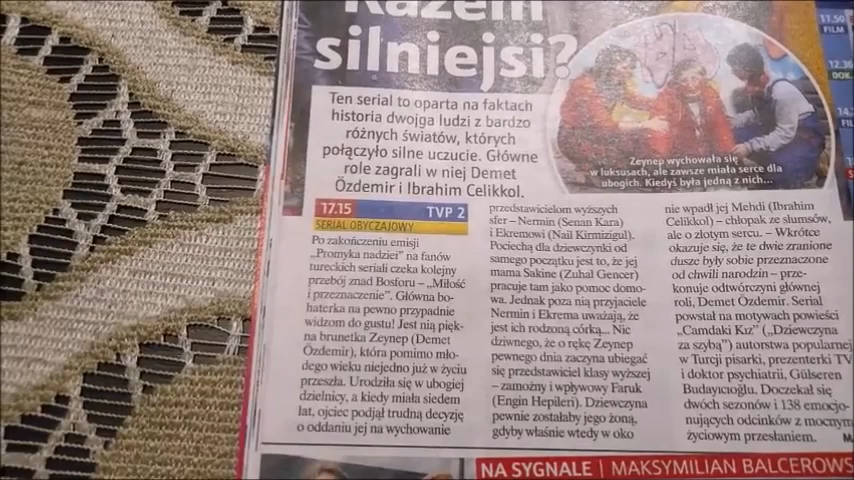 Razem
silniejsi?
Ten serial to oparta na faktach
historia dwojga ludzi z bardzo
różnych światów, których
połączyło silne uczucie. Główne
role zagrali w niej Demet
Özdemir i Ibrahim Celikkol.
Zeynep wychowała się
w luksusach, ale zawsze miała serce dla
ubogich. Kiedyś była jedną z nich...
17.15 TVP 2
SERIAL OBYCZAJOWY
Po zakończeniu emisji
„Promyka nadziei” na fanów
tureckich seriali czeka kolejny
przebój znad Bosforu – „Miłość
i przeznaczenie”. Główna bo-
haterka na pewno przypadnie
widzom do gustu! Jest nią pięk-
na brunetka Zeynep (Demet
Özdemir), która pomimo mło-
dego wieku niejedno już w życiu
przeszła. Urodziła się w ubogiej
dzielnicy, a kiedy miała siedem
lat, ojciec podjął trudną decyzję
o oddaniu jej na wychowanie
przedstawicielom wyższych
sfer – Nermin (Senan Kara)
i Ekremowi (Nail Kirmizigul).
Pociechą dla dziewczynki od
samego początku jest to, że jej
mama Sakine (Zuhal Gencer)
pracuje tam jako pomoc domo-
wa. Jednak poza nią przyjaciele
Nermin i Ekrema uważają, że
jest ich rodzoną córką... Nic
dziwnego, że o rękę Zeynep
pewnego dnia zaczyna ubiegać
się przedstawiciel klasy wyższej
– zamożny i wpływowy Faruk
(Engin Hepileri). Dziewczyna
pewnie zostałaby jego żoną,
gdyby właśnie wtedy w oko
nie wpadł jej Mehdi (Ibrahim
Celikkol) – chłopak ze slumsów,
ale o złotym sercu. – Wkrótce
okazuje się, że te dwie zranione
dusze były sobie przeznaczone
od chwili narodzin – prze-
konuje odtwórczyni głównej
roli, Demet Özdemir. Serial
powstał na motywach powieści
„Camdaki Kız” („Dziewczyna
za szybą”) autorstwa popularnej
w Turcji pisarki, prezenterki TV
i doktor psychiatrii, Gülseren
Budayıcıoğlu. Doczekał się
dwóch sezonów i 138 emocjo-
nujących odcinków z mocnym
życiowym przesłaniem.
11.50
FILM
12.30
DOK.
FILM
NA SYGNALE | MAKSYMILIAN BALCEROWS